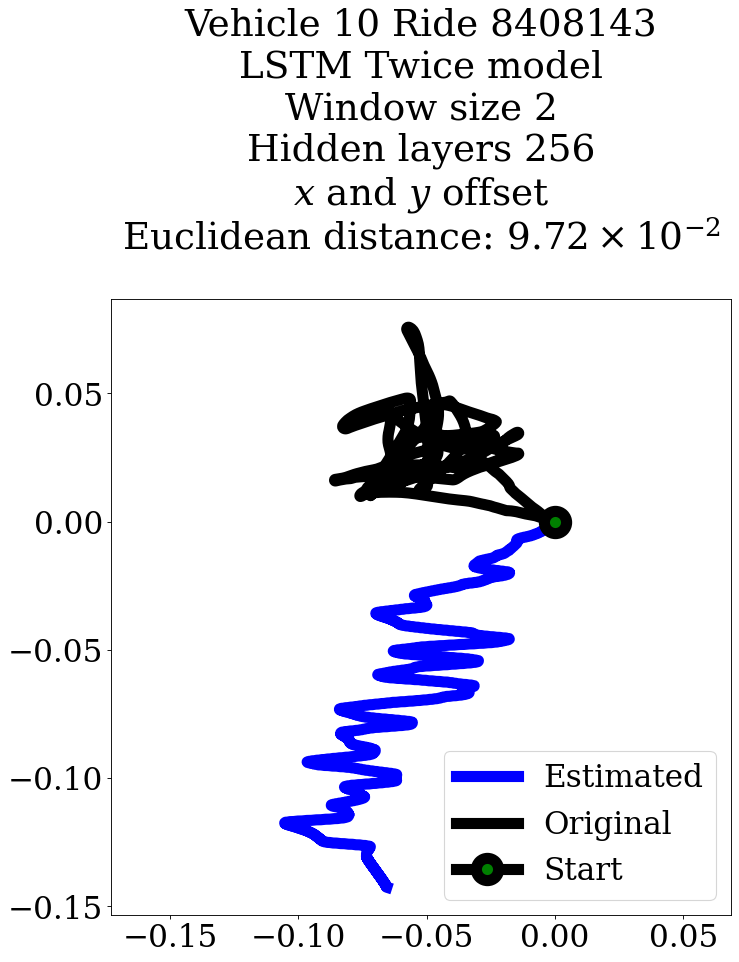 Vehicle 10 Ride 8408143
LSTM Twice model
Window size 2
Hidden layers 256
x and y offset
Euclidean distance: 9.72 × 10⁻²
0.05
0.00
−0.05
−0.10
−0.15
Estimated
Original
Start
−0.15 −0.10 −0.05 0.00 0.05